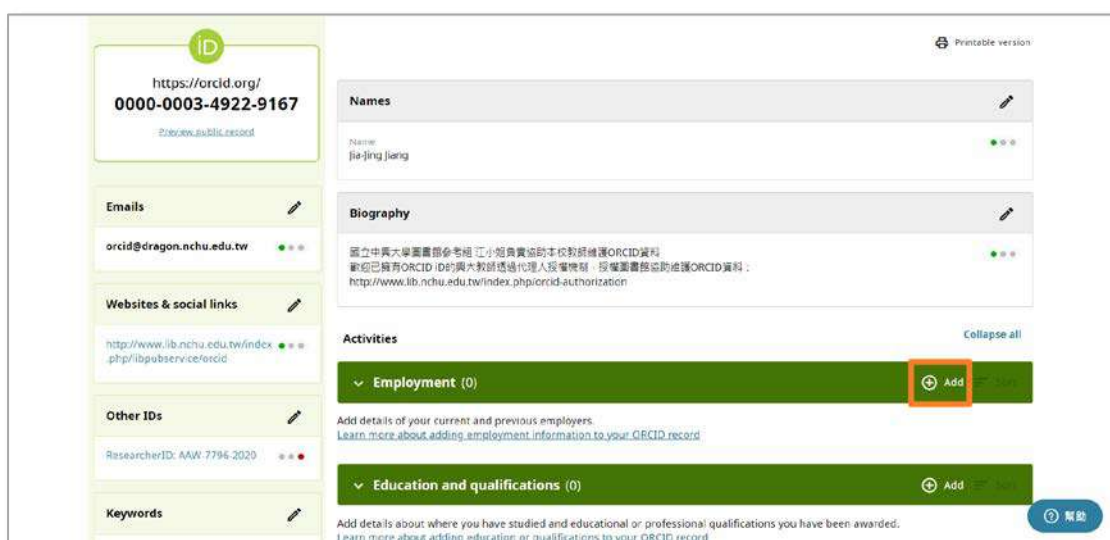 iD
https://orcid.org/
0000-0003-4922-9167
Preview public record
Emails
orcid@dragon.nchu.edu.tw
Websites & social links
http://www.lib.nchu.edu.tw/index
.php/libpubservice/orcid
Other IDs
ResearcherID: AAW-7796-2020
Keywords
Printable version
Names
Name
Jia-Jing Jiang
Biography
國立中興大學圖書館參考組 江小姐負責協助本校教師維護ORCID資料
歡迎已擁有ORCID iD的興大教師透過代理人授權機制，授權圖書館協助維護ORCID資料：
http://www.lib.nchu.edu.tw/index.php/orcid-authorization
Activities
Collapse all
Employment (0)
Add
Sort
Add details of your current and previous employers.
Learn more about adding employment information to your ORCID record
Education and qualifications (0)
Add
Sort
Add details about where you have studied and educational or professional qualifications you have been awarded.
Learn more about adding education or qualifications to your ORCID record
幫助